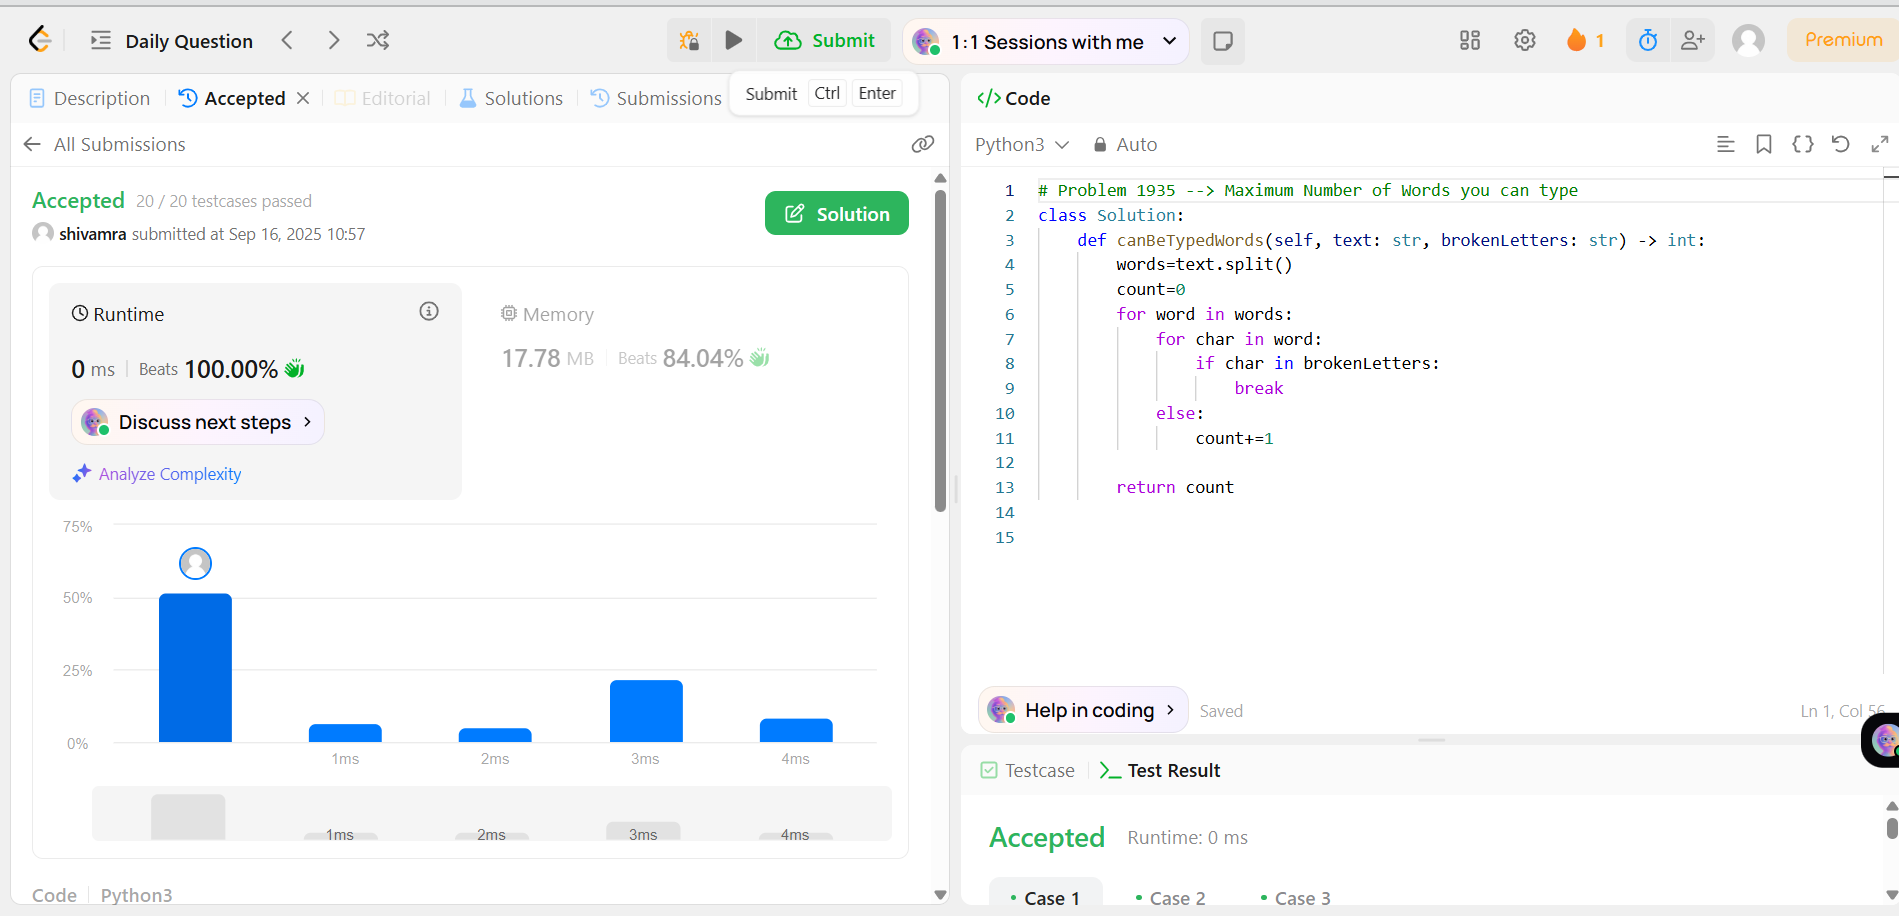 Daily Question
Submit
1:1 Sessions with me
1
Premium
Description
Accepted
Editorial
Solutions
Submissions
Submit Ctrl Enter
All Submissions
Accepted 20 / 20 testcases passed
shivamra submitted at Sep 16, 2025 10:57
Solution
Runtime
0 ms Beats 100.00%
Discuss next steps
Analyze Complexity
Memory
17.78 MB Beats 84.04%
75%
50%
25%
0%
1ms 2ms 3ms 4ms
1ms 2ms 3ms 4ms
Code Python3
</> Code
Python3 Auto
1 # Problem 1935 --> Maximum Number of Words you can type
2 class Solution:
3     def canBeTypedWords(self, text: str, brokenLetters: str) -> int:
4         words=text.split()
5         count=0
6         for word in words:
7             for char in word:
8                 if char in brokenLetters:
9                     break
10             else:
11                 count+=1
12
13         return count
14
15
Help in coding
Saved
Ln 1, Col 56
Testcase
Test Result
Accepted Runtime: 0 ms
Case 1 Case 2 Case 3